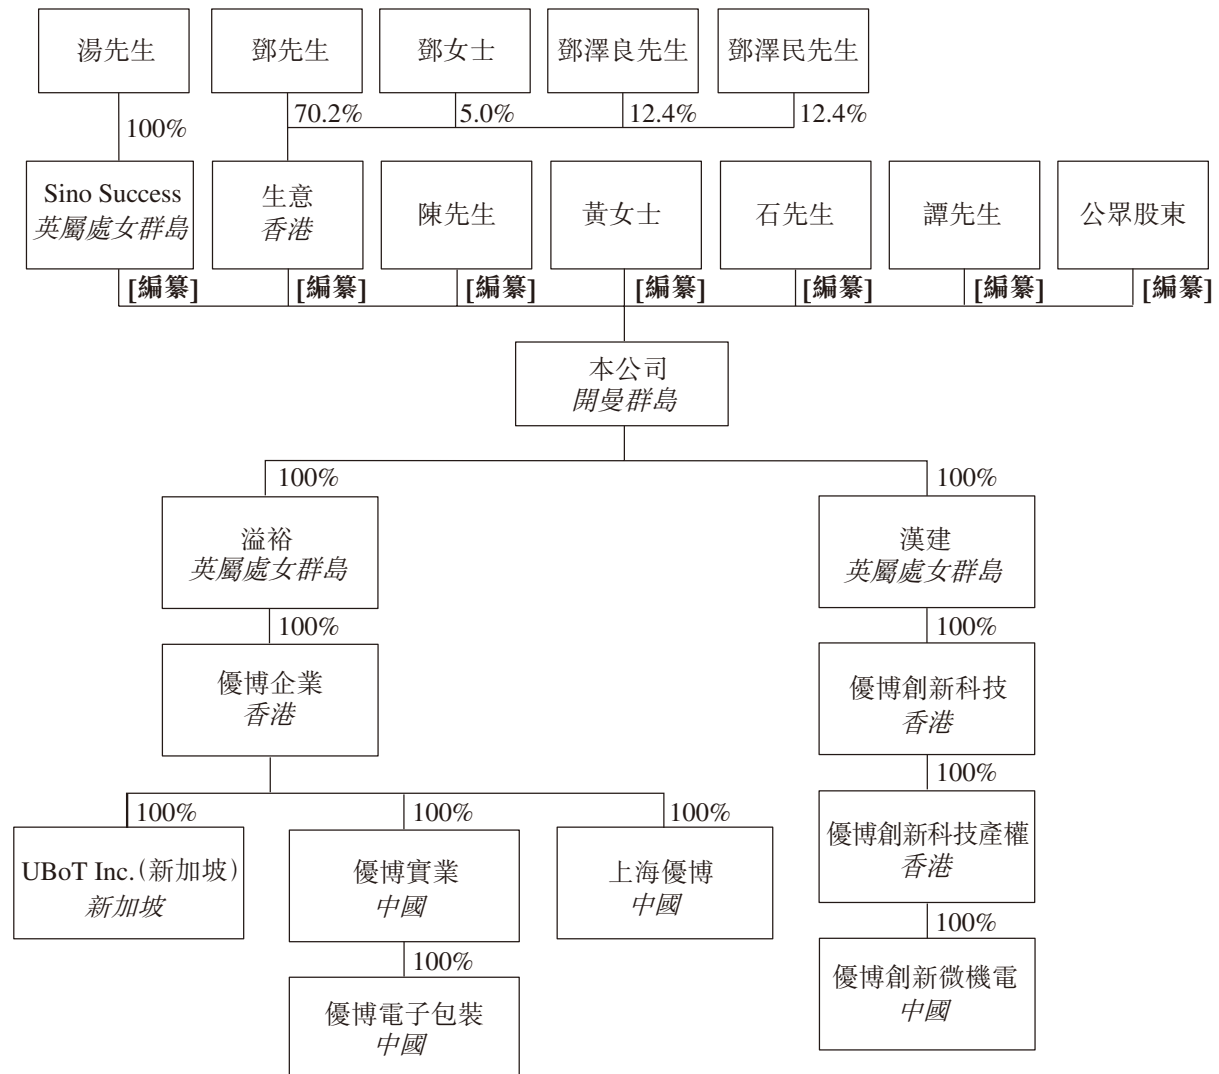 湯先生
鄧先生
鄧女士
鄧澤良先生
鄧澤民先生
100%
70.2%
5.0%
12.4%
12.4%
Sino Success
英屬處女群島
生意
香港
陳先生
黃女士
石先生
譚先生
公眾股東
[編纂]
[編纂]
[編纂]
[編纂]
[編纂]
[編纂]
[編纂]
本公司
開曼群島
100%
100%
溢裕
英屬處女群島
漢建
英屬處女群島
100%
100%
優博企業
香港
優博創新科技
香港
100%
100%
100%
100%
UBoT Inc.(新加坡)
新加坡
優博實業
中國
上海優博
中國
優博創新科技產權
香港
100%
100%
優博電子包裝
中國
優博創新微機電
中國